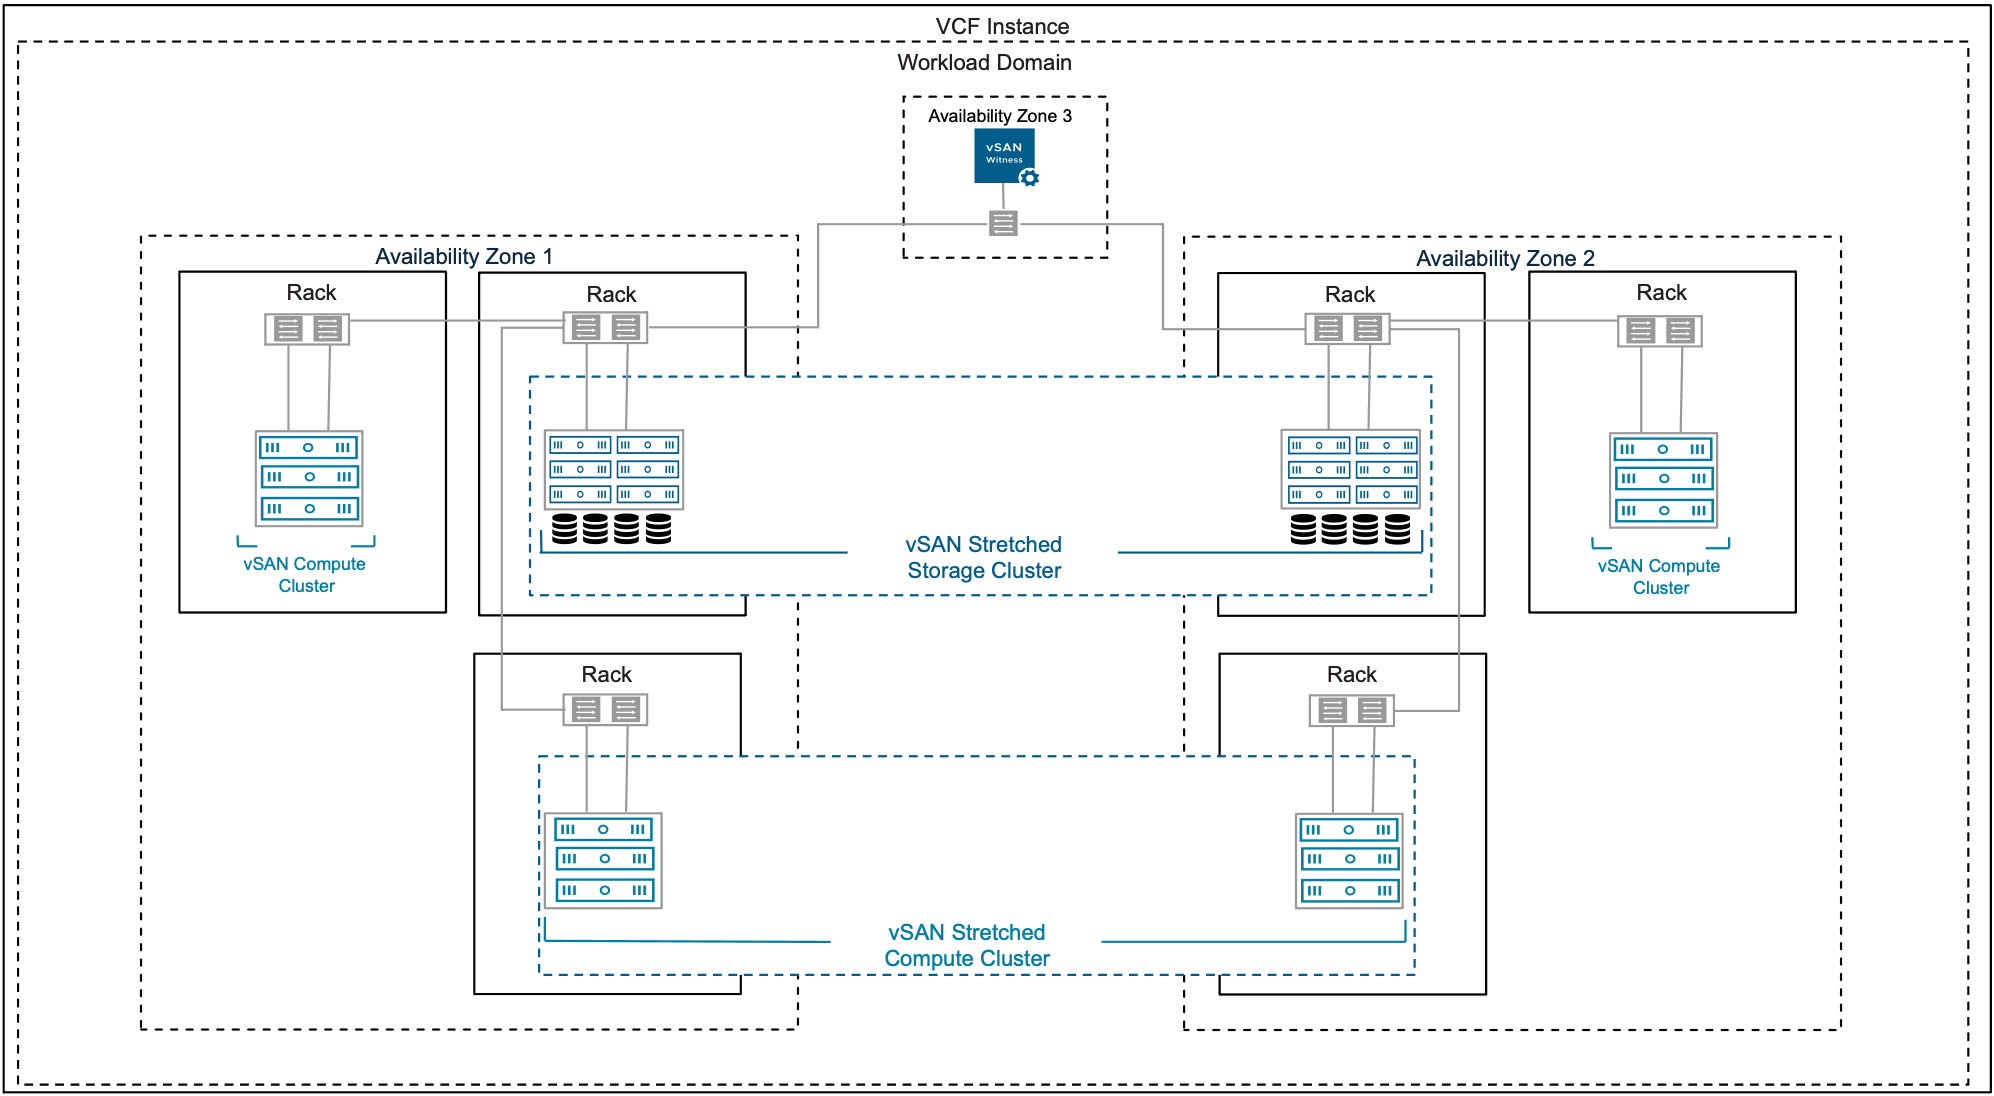 VCF Instance
Workload Domain
Availability Zone 3
vSAN
Witness
Availability Zone 1
Availability Zone 2
Rack
Rack
Rack
Rack
vSAN Compute
Cluster
vSAN Stretched
Storage Cluster
vSAN Compute
Cluster
Rack
Rack
vSAN Stretched
Compute Cluster